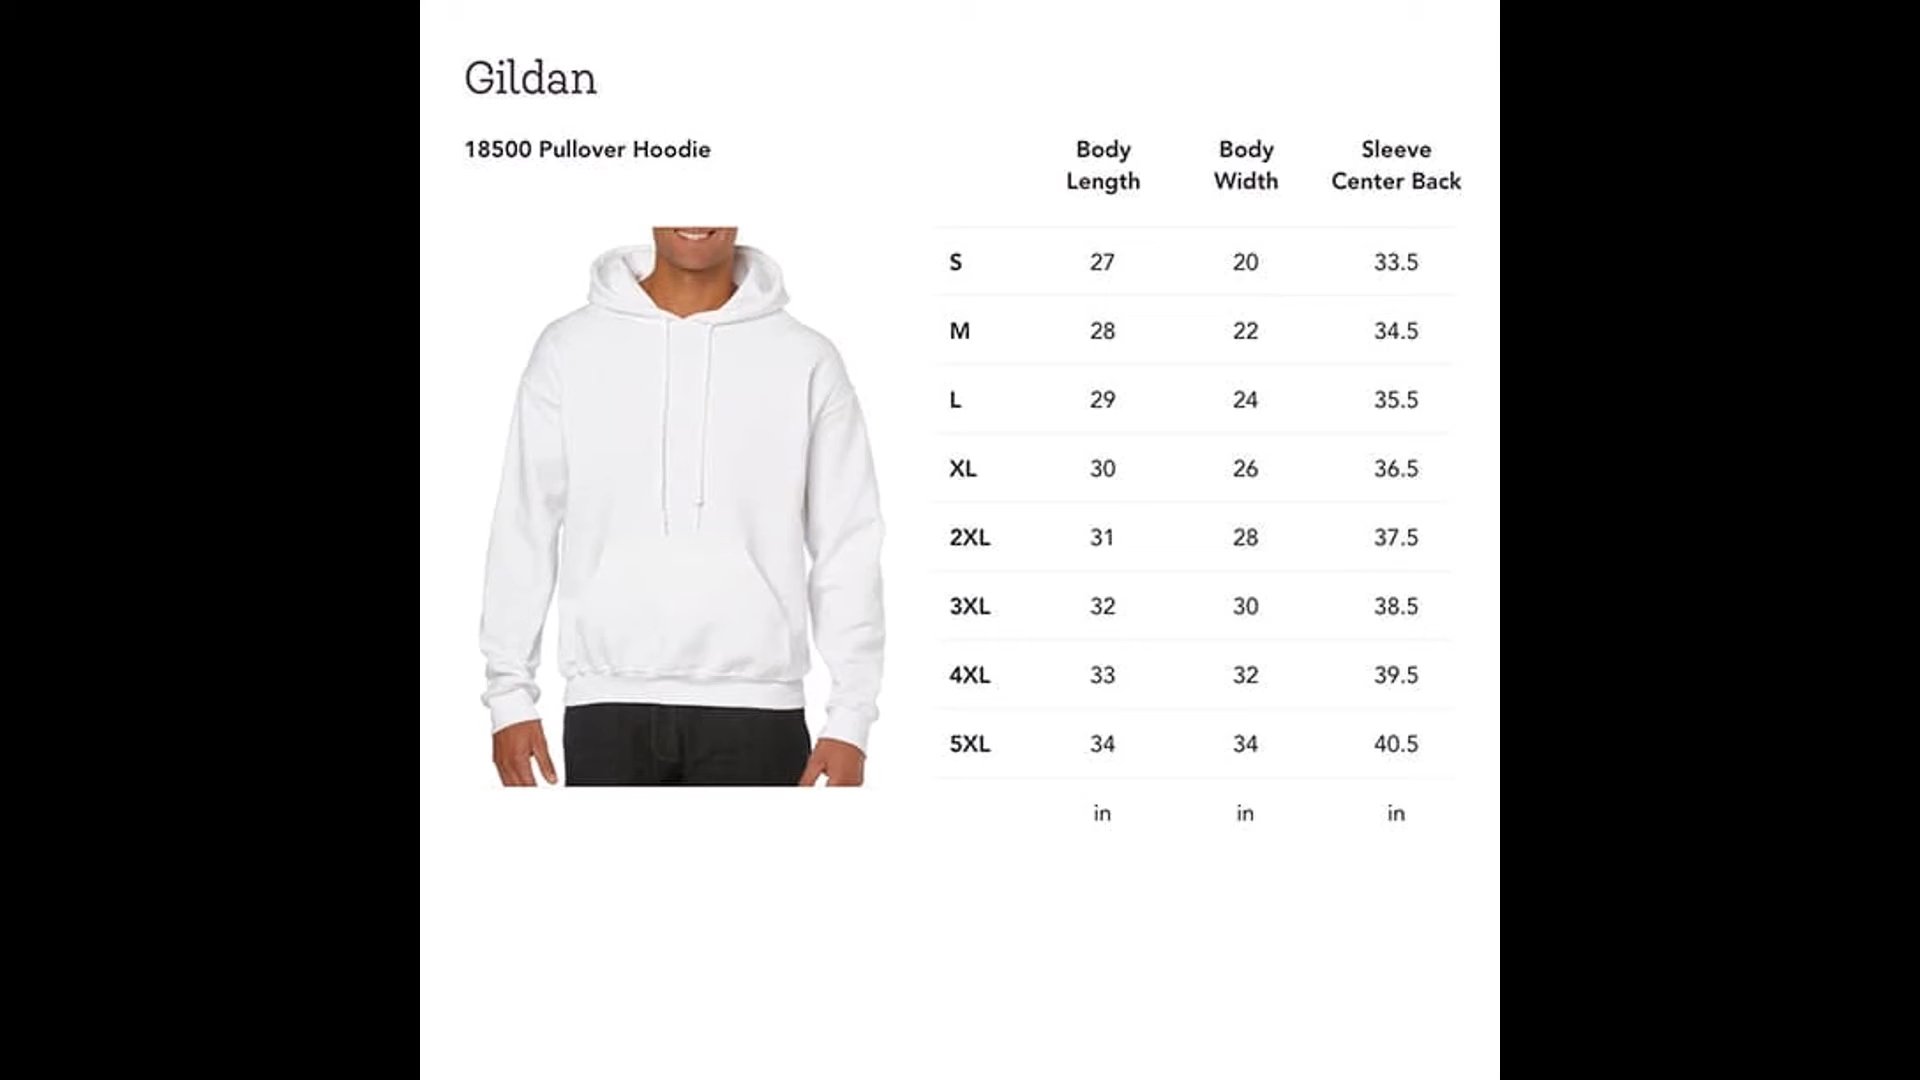 Gildan
18500 Pullover Hoodie
Body Length Body Width Sleeve Center Back
S 27 20 33.5
M 28 22 34.5
L 29 24 35.5
XL 30 26 36.5
2XL 31 28 37.5
3XL 32 30 38.5
4XL 33 32 39.5
5XL 34 34 40.5
in in in